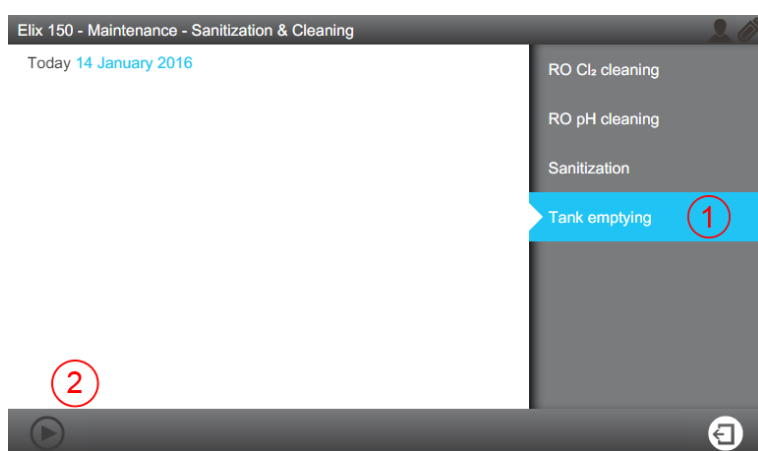 Elix 150 - Maintenance - Sanitization & Cleaning
Today 14 January 2016
RO Cl₂ cleaning
RO pH cleaning
Sanitization
Tank emptying
1
2